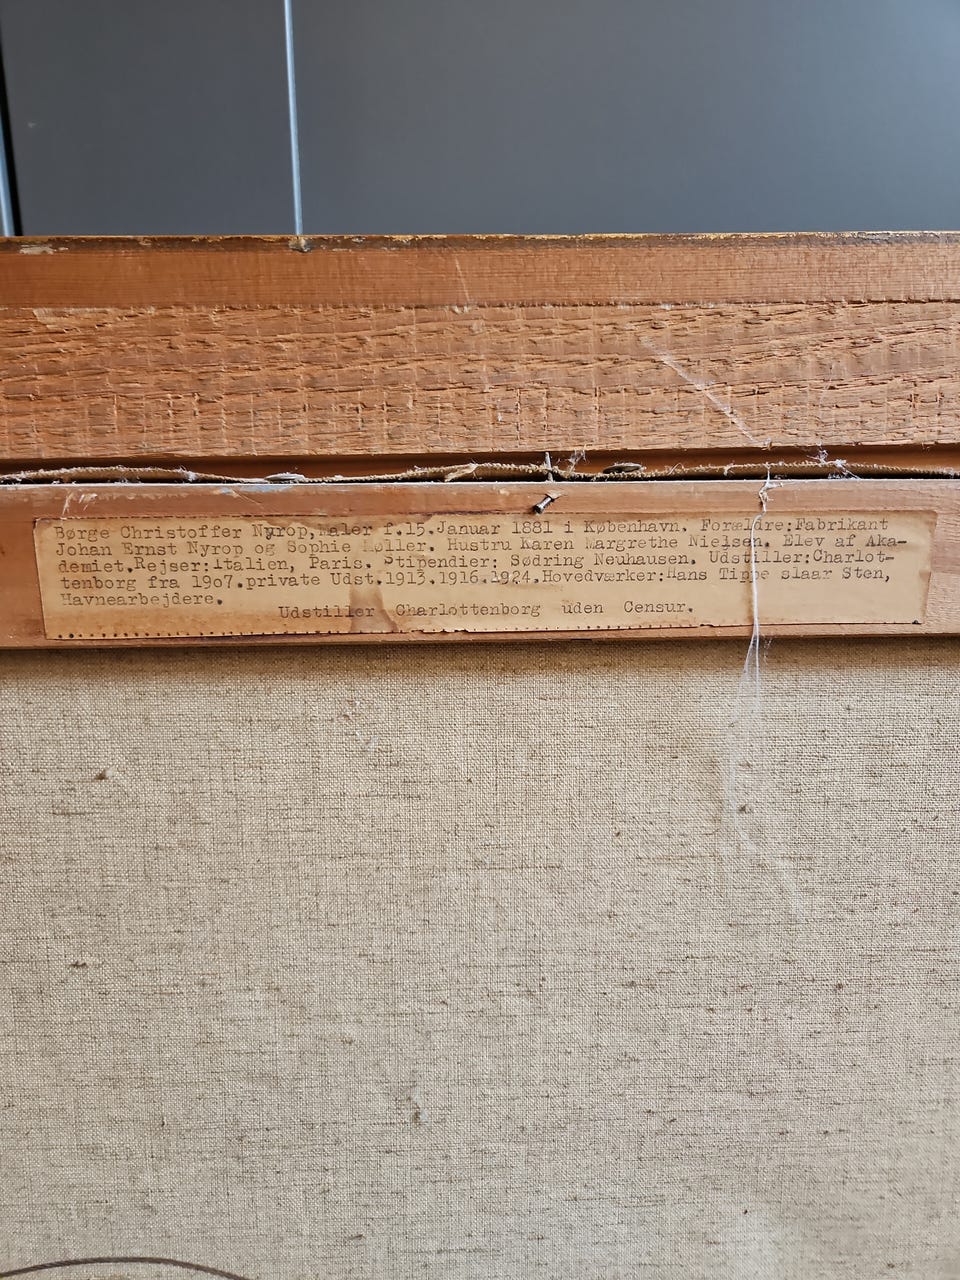 Børge Christoffer Nyrop,Maler f.15.Januar 1881 i København. Forældre:Fabrikant
Johan Ernst Nyrop og Sophie Møller. Hustru Karen Margrethe Nielsen. Elev af Aka-
demiet.Rejser:Italien, Paris. Stipendier: Sødring Neuhausen. Udstiller:Charlot-
tenborg fra 19o7.private Udst.1913.1916.1924.Hovedværker:Hans Tippe slaar Sten,
Havnearbejdere.
Udstiller Charlottenborg uden Censur.